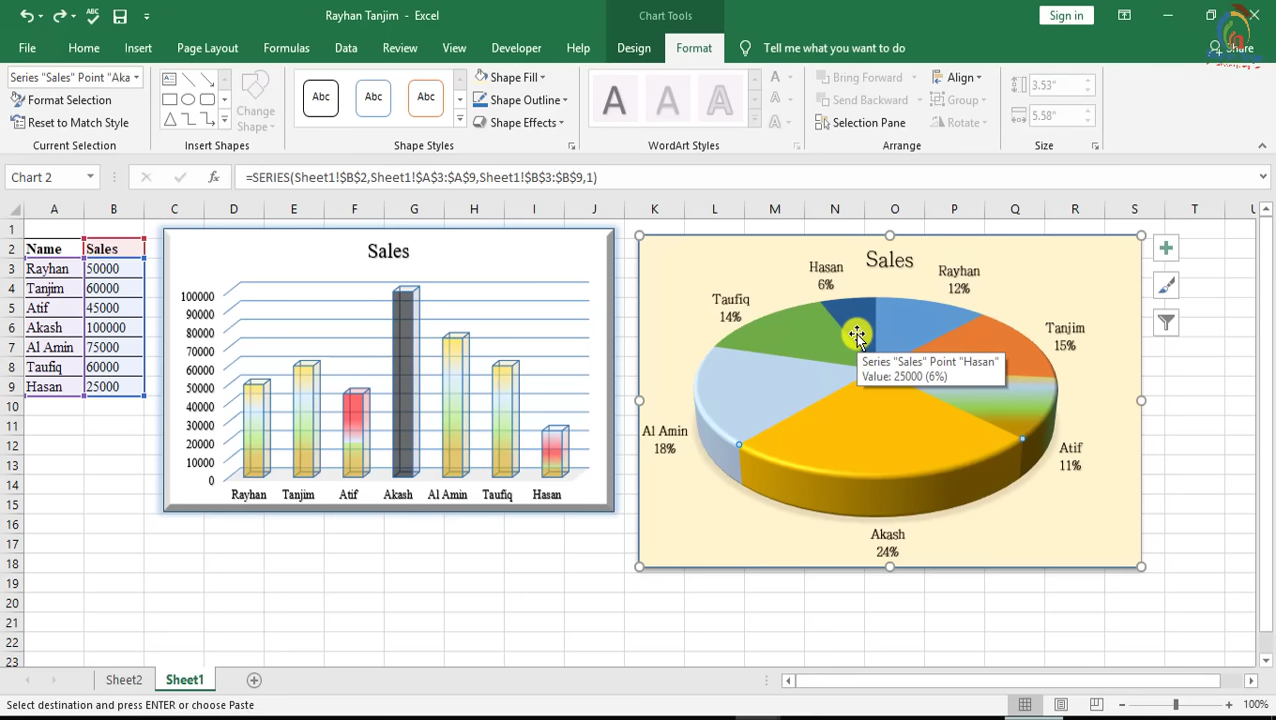 Rayhan Tanjim - Excel
Chart Tools
Sign in
File
Home
Insert
Page Layout
Formulas
Data
Review
View
Developer
Help
Design
Format
Tell me what you want to do
Share
Series "Sales" Point "Aka
Format Selection
Reset to Match Style
Current Selection
Change
Shape
Insert Shapes
Abc
Abc
Abc
Shape Fill
Shape Outline
Shape Effects
Shape Styles
A
A
A
WordArt Styles
Bring Forward
Send Backward
Selection Pane
Align
Group
Rotate
Arrange
3.53"
5.58"
Size
Chart 2
fx
=SERIES(Sheet1!$B$2,Sheet1!$A$3:$A$9,Sheet1!$B$3:$B$9,1)
A B C D E F G H I J K L M N O P Q R S T U
1
2 Name Sales
3 Rayhan 50000
4 Tanjim 60000
5 Atif 45000
6 Akash 100000
7 Al Amin 75000
8 Taufiq 60000
9 Hasan 25000
10
11
12
13
14
15
16
17
18
19
20
21
22
23
Sales
100000
90000
80000
70000
60000
50000
40000
30000
20000
10000
0
Rayhan Tanjim Atif Akash Al Amin Taufiq Hasan
Sales
Hasan
6%
Rayhan
12%
Taufiq
14%
Tanjim
15%
Series "Sales" Point "Hasan"
Value: 25000 (6%)
Al Amin
18%
Atif
11%
Akash
24%
Sheet2
Sheet1
Select destination and press ENTER or choose Paste
100%